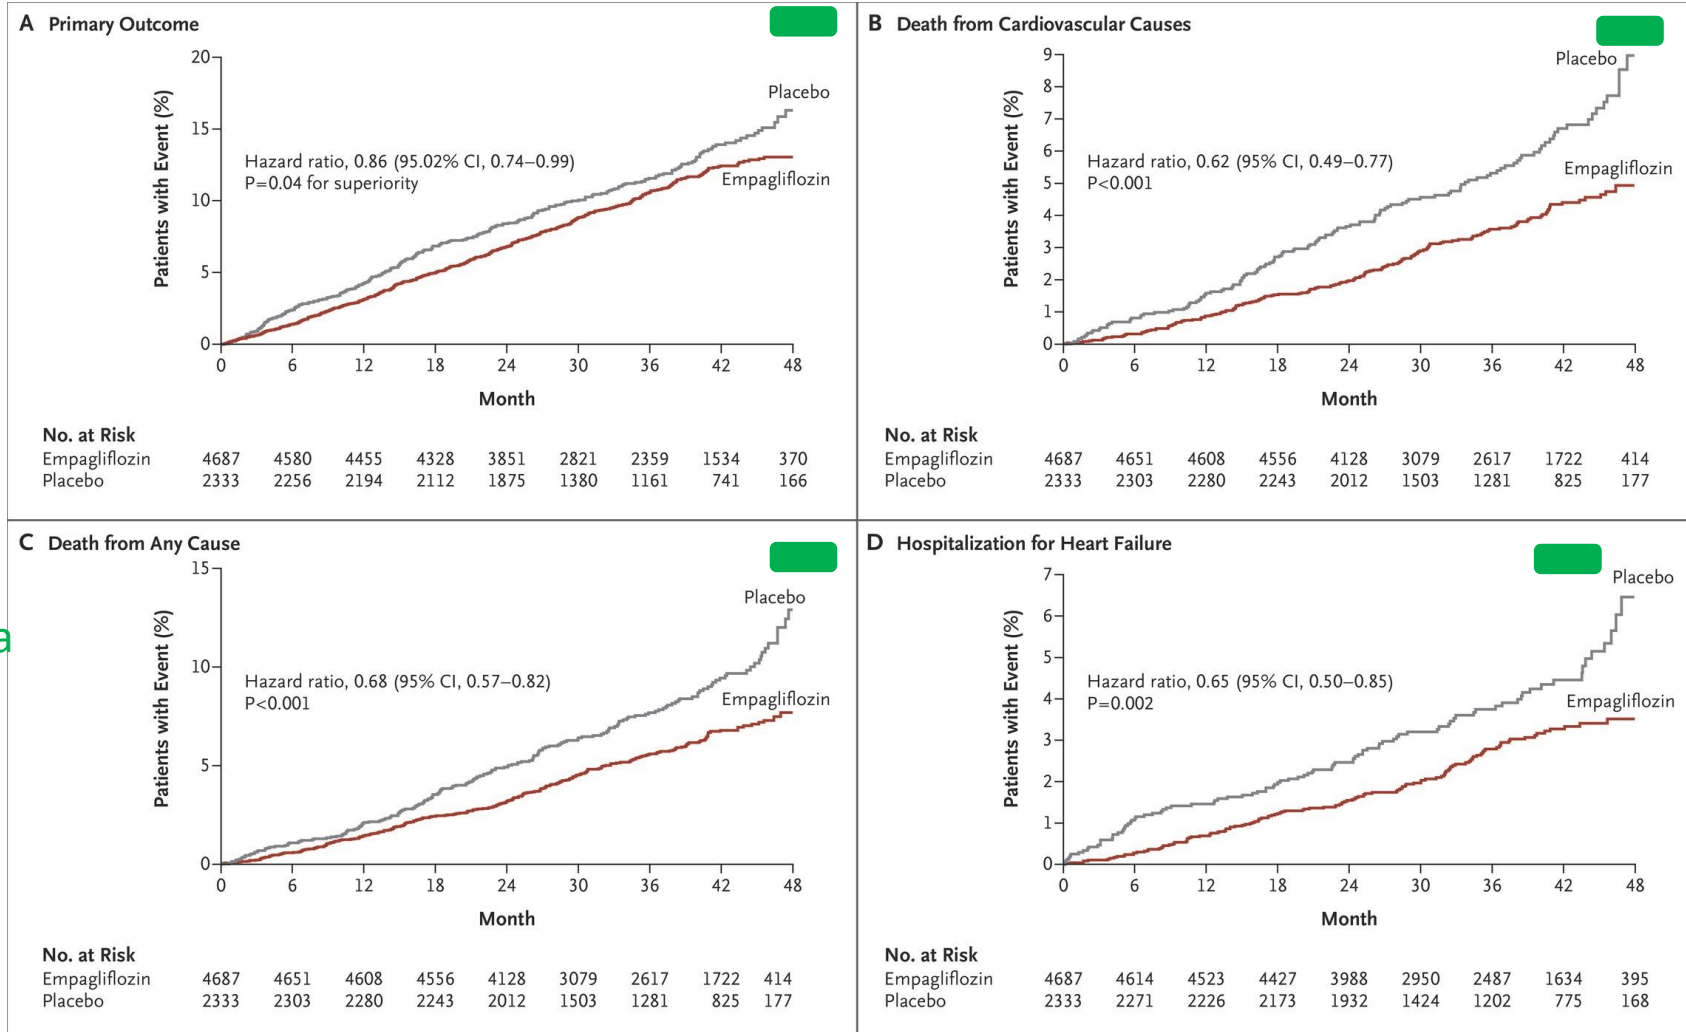 A Primary Outcome
20
15
10
5
0
Patients with Event (%)
Placebo
Hazard ratio, 0.86 (95.02% CI, 0.74–0.99)
P=0.04 for superiority
Empagliflozin
0 6 12 18 24 30 36 42 48
Month
No. at Risk
Empagliflozin 4687 4580 4455 4328 3851 2821 2359 1534 370
Placebo 2333 2256 2194 2112 1875 1380 1161 741 166
B Death from Cardiovascular Causes
9
8
7
6
5
4
3
2
1
0
Patients with Event (%)
Placebo
Hazard ratio, 0.62 (95% CI, 0.49–0.77)
P<0.001
Empagliflozin
0 6 12 18 24 30 36 42 48
Month
No. at Risk
Empagliflozin 4687 4651 4608 4556 4128 3079 2617 1722 414
Placebo 2333 2303 2280 2243 2012 1503 1281 825 177
C Death from Any Cause
15
10
5
0
Patients with Event (%)
Placebo
Hazard ratio, 0.68 (95% CI, 0.57–0.82)
P<0.001
Empagliflozin
0 6 12 18 24 30 36 42 48
Month
No. at Risk
Empagliflozin 4687 4651 4608 4556 4128 3079 2617 1722 414
Placebo 2333 2303 2280 2243 2012 1503 1281 825 177
a
D Hospitalization for Heart Failure
7
6
5
4
3
2
1
0
Patients with Event (%)
Placebo
Hazard ratio, 0.65 (95% CI, 0.50–0.85)
P=0.002
Empagliflozin
0 6 12 18 24 30 36 42 48
Month
No. at Risk
Empagliflozin 4687 4614 4523 4427 3988 2950 2487 1634 395
Placebo 2333 2271 2226 2173 1932 1424 1202 775 168